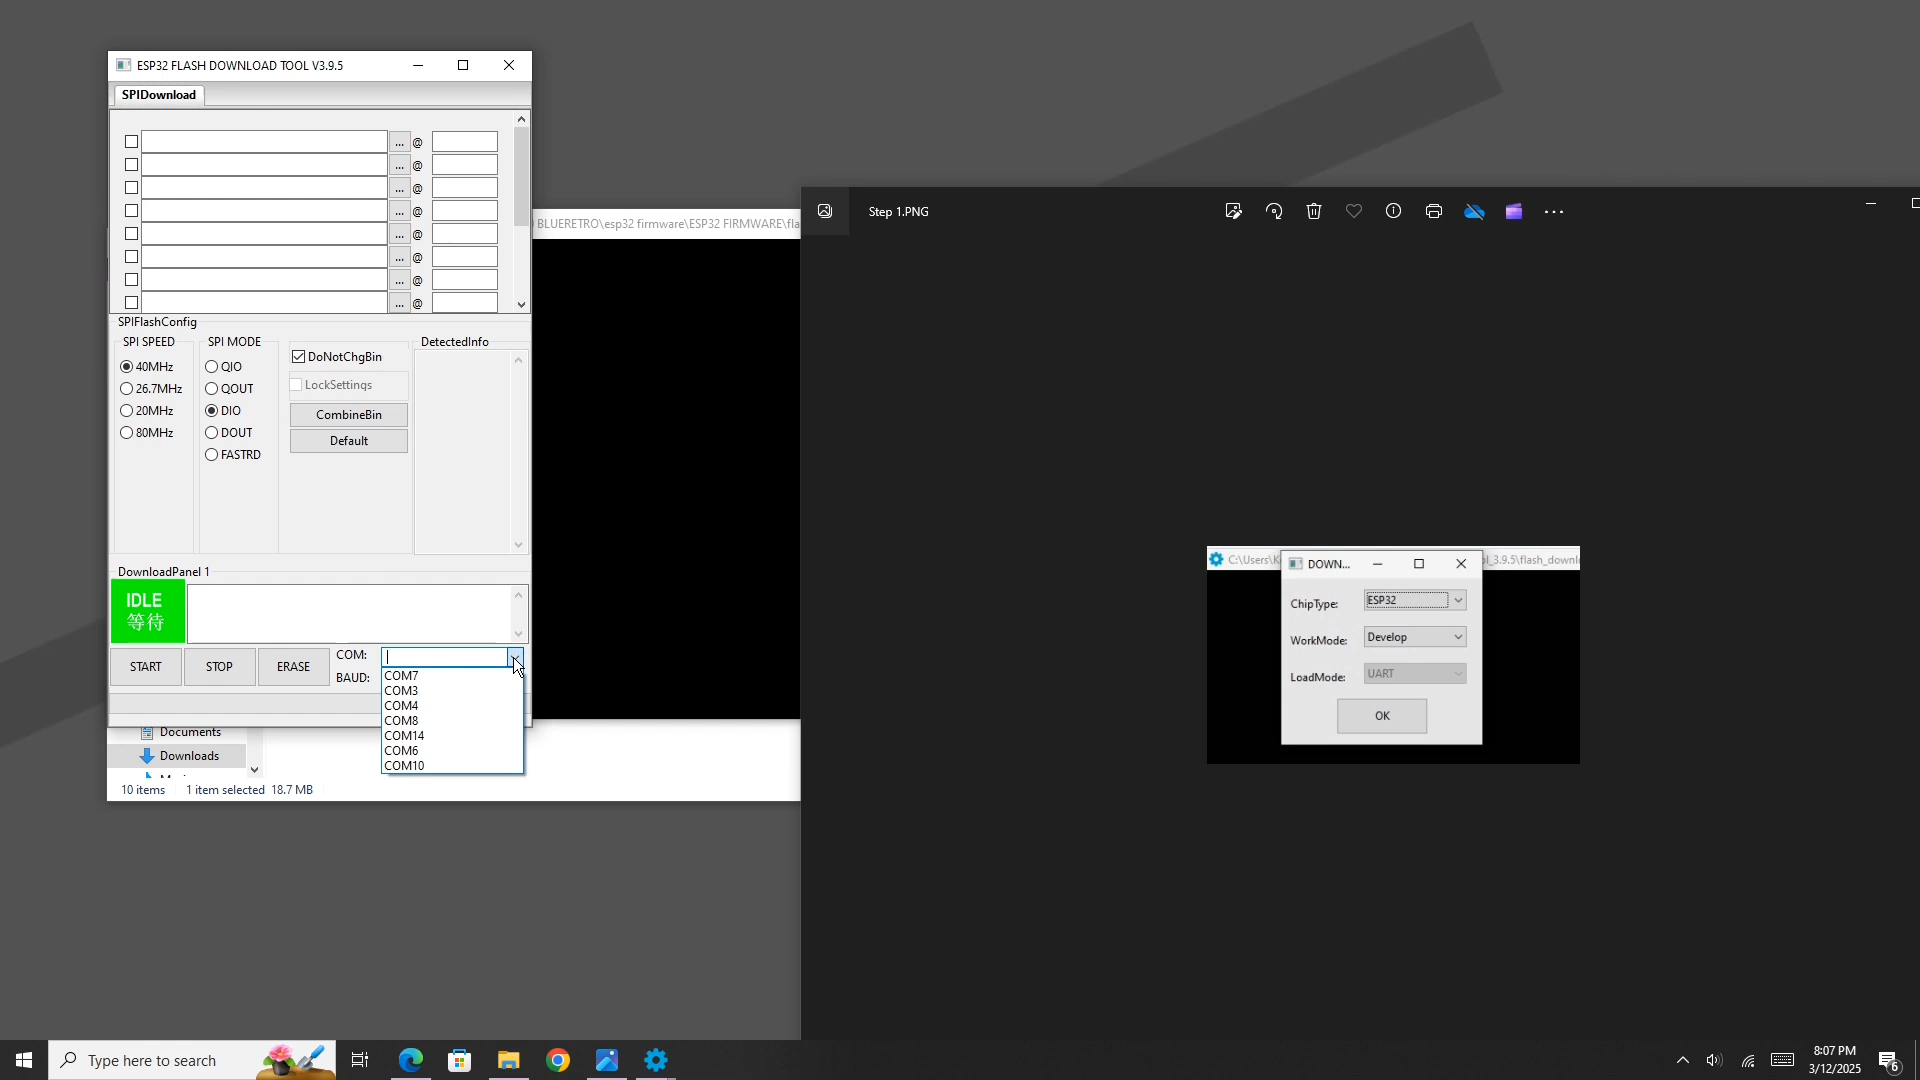 ESP32 FLASH DOWNLOAD TOOL V3.9.5
SPIDownload
... @
... @
... @
... @
... @
... @
... @
... @
SPIFlashConfig
SPI SPEED
40MHz
26.7MHz
20MHz
80MHz
SPI MODE
QIO
QOUT
DIO
DOUT
FASTRD
DoNotChgBin
LockSettings
CombineBin
Default
DetectedInfo
DownloadPanel 1
IDLE
等待
START
STOP
ERASE
COM:
BAUD:
COM7
COM3
COM4
COM8
COM14
COM6
COM10
BLUERETRO\esp32 firmware\ESP32 FIRMWARE\fla
Documents
Downloads
10 items
1 item selected 18.7 MB
Step 1.PNG
C:\Users\K
DOWN...
ol_3.9.5\flash_downl
ChipType:
ESP32
WorkMode:
Develop
LoadMode:
UART
OK
Type here to search
8:07 PM
3/12/2025
6